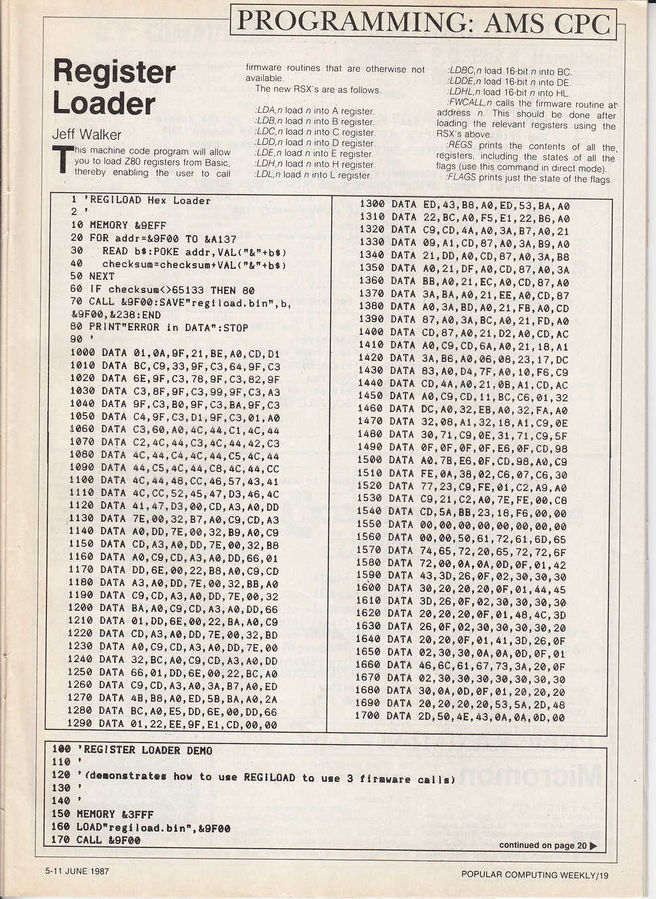 PROGRAMMING: AMS CPC
Register
Loader
Jeff Walker
This machine code program will allow
you to load Z80 registers from Basic,
thereby enabling the user to call
firmware routines that are otherwise not
available.
The new RSX's are as follows.
:LDA,n load n into A register.
:LDB,n load n into B register.
:LDC,n load n into C register.
:LDD,n load n into D register.
:LDE,n load n into E register.
:LDH,n load n into H register.
:LDL,n load n into L register.
:LDBC,n load 16-bit n into BC.
:LDDE,n load 16-bit n into DE.
:LDHL,n load 16-bit n into HL.
:FWCALL,n calls the firmware routine at
address n. This should be done after
loading the relevant registers using the
RSX's above.
:REGS prints the contents of all the
registers, including the states of all the
flags (use this command in direct mode).
:FLAGS prints just the state of the flags.
1 'REGILOAD Hex Loader
2 '
10 MEMORY &9EFF
20 FOR addr=&9F00 TO &A137
30 READ b$:POKE addr,VAL("&"+b$)
40 checksum=checksum+VAL("&"+b$)
50 NEXT
60 IF checksum<>65133 THEN 80
70 CALL &9F00:SAVE"regiload.bin",b,
&9F00,&238:END
80 PRINT"ERROR in DATA":STOP
90 '
1000 DATA 01,0A,9F,21,BE,A0,CD,D1
1010 DATA BC,C9,33,9F,C3,64,9F,C3
1020 DATA 6E,9F,C3,78,9F,C3,82,9F
1030 DATA C3,8F,9F,C3,99,9F,C3,A3
1040 DATA 9F,C3,B0,9F,C3,BA,9F,C3
1050 DATA C4,9F,C3,D1,9F,C3,01,A0
1060 DATA C3,60,A0,4C,44,C1,4C,44
1070 DATA C2,4C,44,C3,4C,44,42,C3
1080 DATA 4C,44,C4,4C,44,C5,4C,44
1090 DATA 44,C5,4C,44,C8,4C,44,CC
1100 DATA 4C,44,48,CC,46,57,43,41
1110 DATA 4C,CC,52,45,47,D3,46,4C
1120 DATA 41,47,D3,00,CD,A3,A0,DD
1130 DATA 7E,00,32,B7,A0,C9,CD,A3
1140 DATA A0,DD,7E,00,32,B9,A0,C9
1150 DATA CD,A3,A0,DD,7E,00,32,B8
1160 DATA A0,C9,CD,A3,A0,DD,66,01
1170 DATA DD,6E,00,22,B8,A0,C9,CD
1180 DATA A3,A0,DD,7E,00,32,BB,A0
1190 DATA C9,CD,A3,A0,DD,7E,00,32
1200 DATA BA,A0,C9,CD,A3,A0,DD,66
1210 DATA 01,DD,6E,00,22,BA,A0,C9
1220 DATA CD,A3,A0,DD,7E,00,32,BD
1230 DATA A0,C9,CD,A3,A0,DD,7E,00
1240 DATA 32,BC,A0,C9,CD,A3,A0,DD
1250 DATA 66,01,DD,6E,00,22,BC,A0
1260 DATA C9,CD,A3,A0,3A,B7,A0,ED
1270 DATA 4B,B8,A0,ED,5B,BA,A0,2A
1280 DATA BC,A0,E5,DD,6E,00,DD,66
1290 DATA 01,22,EE,9F,E1,CD,00,00
1300 DATA ED,43,B8,A0,ED,53,BA,A0
1310 DATA 22,BC,A0,F5,E1,22,B6,A0
1320 DATA C9,CD,4A,A0,3A,B7,A0,21
1330 DATA 09,A1,CD,87,A0,3A,B9,A0
1340 DATA 21,DD,A0,CD,87,A0,3A,B8
1350 DATA A0,21,DF,A0,CD,87,A0,3A
1360 DATA BB,A0,21,EC,A0,CD,87,A0
1370 DATA 3A,BA,A0,21,EE,A0,CD,87
1380 DATA A0,3A,BD,A0,21,FB,A0,CD
1390 DATA 87,A0,3A,BC,A0,21,FD,A0
1400 DATA CD,87,A0,21,D2,A0,CD,AC
1410 DATA A0,C9,CD,6A,A0,21,18,A1
1420 DATA 3A,B6,A0,06,08,23,17,DC
1430 DATA 83,A0,D4,7F,A0,10,F6,C9
1440 DATA CD,4A,A0,21,0B,A1,CD,AC
1450 DATA A0,C9,CD,11,BC,C6,01,32
1460 DATA DC,A0,32,EB,A0,32,FA,A0
1470 DATA 32,08,A1,32,18,A1,C9,0E
1480 DATA 30,71,C9,0E,31,71,C9,5F
1490 DATA 0F,0F,0F,0F,E6,0F,CD,98
1500 DATA A0,7B,E6,0F,CD,98,A0,C9
1510 DATA FE,0A,38,02,C6,07,C6,30
1520 DATA 77,23,C9,FE,01,C2,A9,A0
1530 DATA C9,21,C2,A0,7E,FE,00,C8
1540 DATA CD,5A,BB,23,18,F6,00,00
1550 DATA 00,00,00,00,00,00,00,00
1560 DATA 00,00,50,61,72,61,6D,65
1570 DATA 74,65,72,20,65,72,72,6F
1580 DATA 72,00,0A,0A,0D,0F,01,42
1590 DATA 43,3D,26,0F,02,30,30,30
1600 DATA 30,20,20,20,0F,01,44,45
1610 DATA 3D,26,0F,02,30,30,30,30
1620 DATA 20,20,20,0F,01,48,4C,3D
1630 DATA 26,0F,02,30,30,30,30,20
1640 DATA 20,20,0F,01,41,3D,26,0F
1650 DATA 02,30,30,0A,0A,0D,0F,01
1660 DATA 46,6C,61,67,73,3A,20,0F
1670 DATA 02,30,30,30,30,30,30,30
1680 DATA 30,0A,0D,0F,01,20,20,20
1690 DATA 20,20,20,20,53,5A,2D,48
1700 DATA 2D,50,4E,43,0A,0A,0D,00
100 'REGISTER LOADER DEMO
110 '
120 '(demonstrates how to use REGILOAD to use 3 firmware calls)
130 '
140 '
150 MEMORY &3FFF
160 LOAD"regiload.bin",&9F00
170 CALL &9F00
continued on page 20 ▶
5-11 JUNE 1987
POPULAR COMPUTING WEEKLY/19